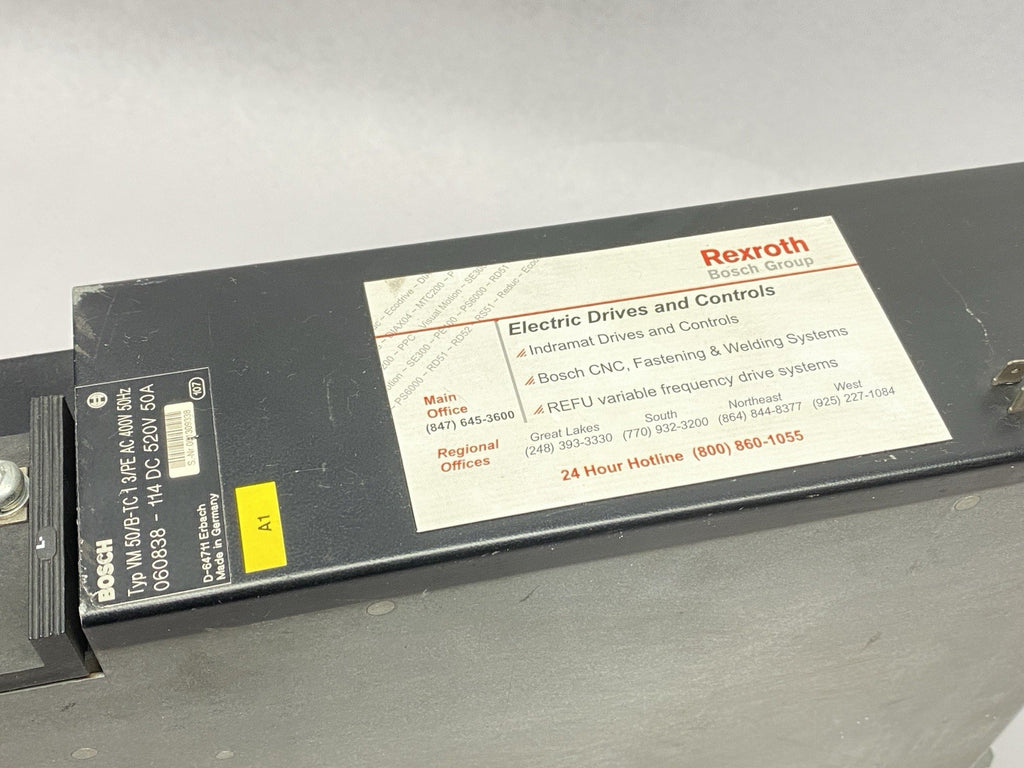 BOSCH
Typ VM 50/B-TC1 3/PE AC 400V 50Hz
060838 - 114 DC 520V 50A
107
D-64711 Erbach
Made in Germany
A1
L-
Rexroth
Bosch Group
Electric Drives and Controls
Indramat Drives and Controls
Bosch CNC, Fastening & Welding Systems
REFU variable frequency drive systems
Main
Office
(847) 645-3600
Regional
Offices
Great Lakes
(248) 393-3330
South
(770) 932-3200
Northeast
(864) 844-8377
West
(925) 227-1084
24 Hour Hotline (800) 860-1055